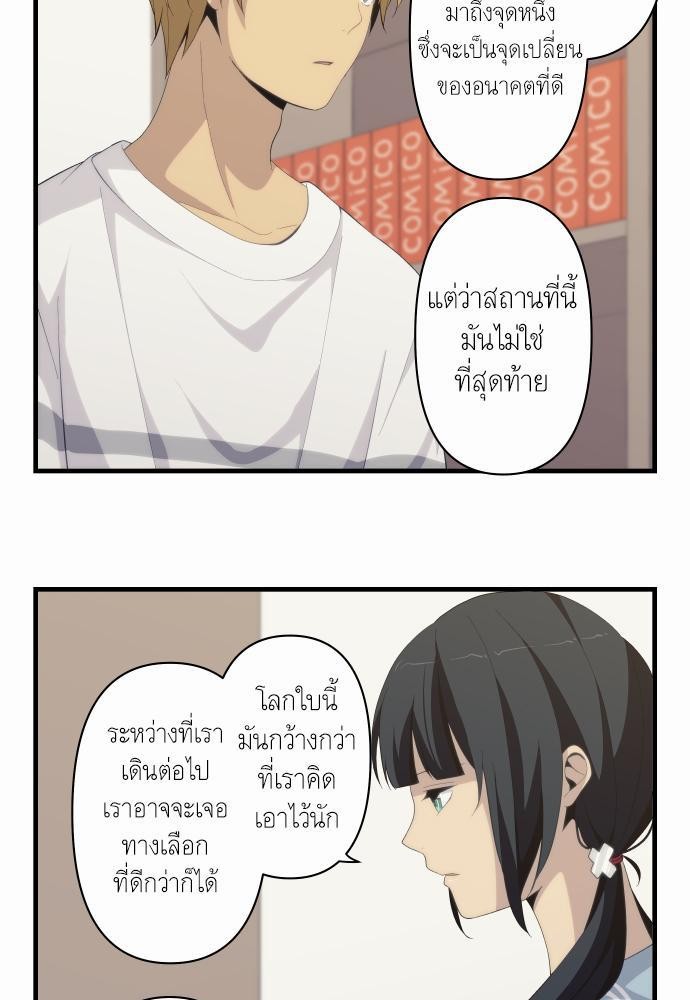 มาถึงจุดหนึ่ง
ซึ่งจะเป็นจุดเปลี่ยน
ของอนาคตที่ดี
COMiCO
COMiCO
COMiCO
COMiCO
แต่ว่าสถานที่นี้
มันไม่ใช่
ที่สุดท้าย
โลกใบนี้
มันกว้างกว่า
ที่เราคิด
เอาไว้นัก
ระหว่างที่เรา
เดินต่อไป
เราอาจจะเจอ
ทางเลือก
ที่ดีกว่าก็ได้